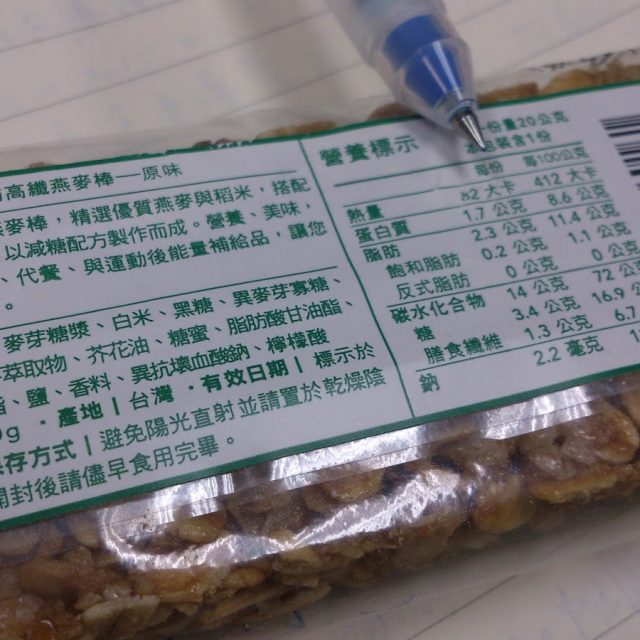 高纖燕麥棒—原味
麥棒,精選優質燕麥與稻米,搭配
以減糖配方製作而成。營養、美味,
、代餐、與運動後能量補給品,讓您
。
麥芽糖漿、白米、黑糖、異麥芽寡糖、
萃取物、芥花油、糖蜜、脂肪酸甘油酯、
、鹽、香料、異抗壞血酸鈉、檸檬酸
g ‧產地|台灣 ‧有效日期|標示於
存方式|避免陽光直射並請置於乾燥陰
開封後請儘早食用完畢。
營養標示
份量20公克
裝含1份
每份 每100公克
熱量 82 大卡 412 大卡
蛋白質 1.7 公克 8.6 公克
脂肪 2.3 公克 11.4 公克
飽和脂肪 0.2 公克 1.1 公克
反式脂肪 0 公克 0 公克
碳水化合物 14 公克 72 公
糖 3.4 公克 16.9 公
膳食纖維 1.3 公克 6.7
鈉 2.2 毫克 1